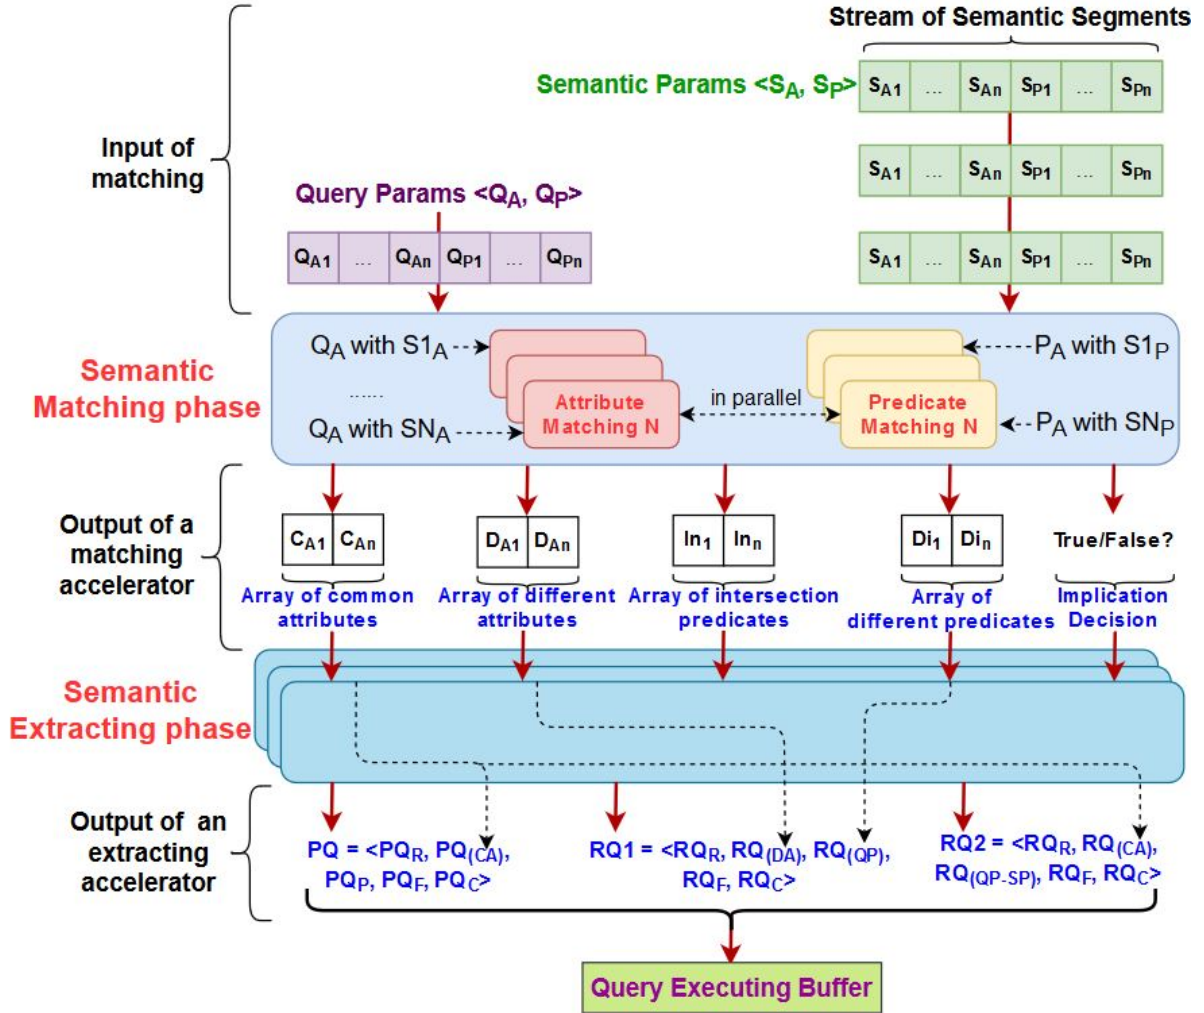 Stream of Semantic Segments
Semantic Params <SA, SP>
SA1 ... SAn SP1 ... SPn
Input of
matching
SA1 ... SAn SP1 ... SPn
Query Params <QA, QP>
QA1 ... QAn QP1 ... QPn
SA1 ... SAn SP1 ... SPn
Semantic
Matching phase
QA with S1A
......
QA with SNA
Attribute
Matching N
in parallel
Predicate
Matching N
PA with S1P
PA with SNP
Output of a
matching
accelerator
CA1 CAn
DA1 DAn
In1 Inn
Di1 Din
True/False?
Array of common
attributes
Array of different
attributes
Array of intersection
predicates
Array of
different predicates
Implication
Decision
Semantic
Extracting phase
Output of an
extracting
accelerator
PQ = <PQR, PQ(CA),
PQP, PQF, PQC>
RQ1 = <RQR, RQ(DA), RQ(QP),
RQF, RQC>
RQ2 = <RQR, RQ(CA),
RQ(QP-SP), RQF, RQC>
Query Executing Buffer